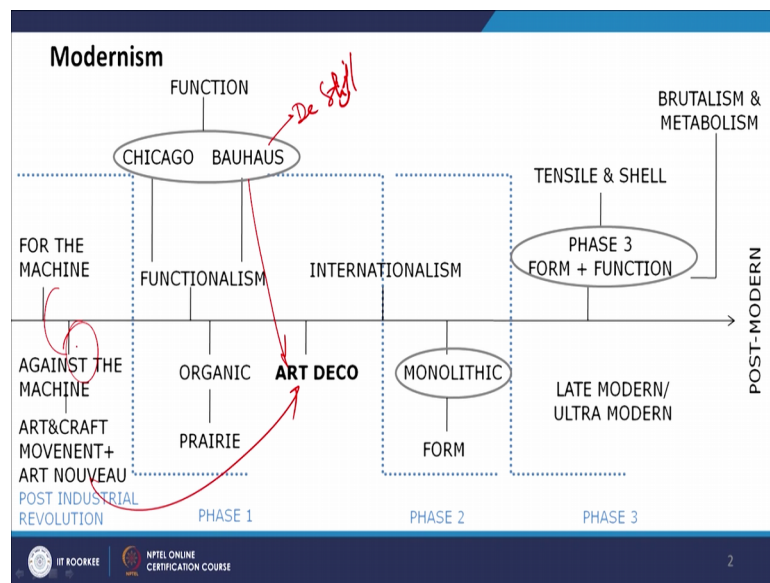 Modernism
FUNCTION
De Stijl
CHICAGO BAUHAUS
BRUTALISM &
METABOLISM
TENSILE & SHELL
FOR THE
MACHINE
FUNCTIONALISM
INTERNATIONALISM
PHASE 3
FORM + FUNCTION
AGAINST THE
MACHINE
ART&CRAFT
MOVENENT+
ART NOUVEAU
POST INDUSTRIAL
REVOLUTION
ORGANIC
PRAIRIE
ART DECO
PHASE 1
MONOLITHIC
FORM
PHASE 2
LATE MODERN/
ULTRA MODERN
PHASE 3
POST-MODERN
IIT ROORKEE
NPTEL ONLINE
CERTIFICATION COURSE
2